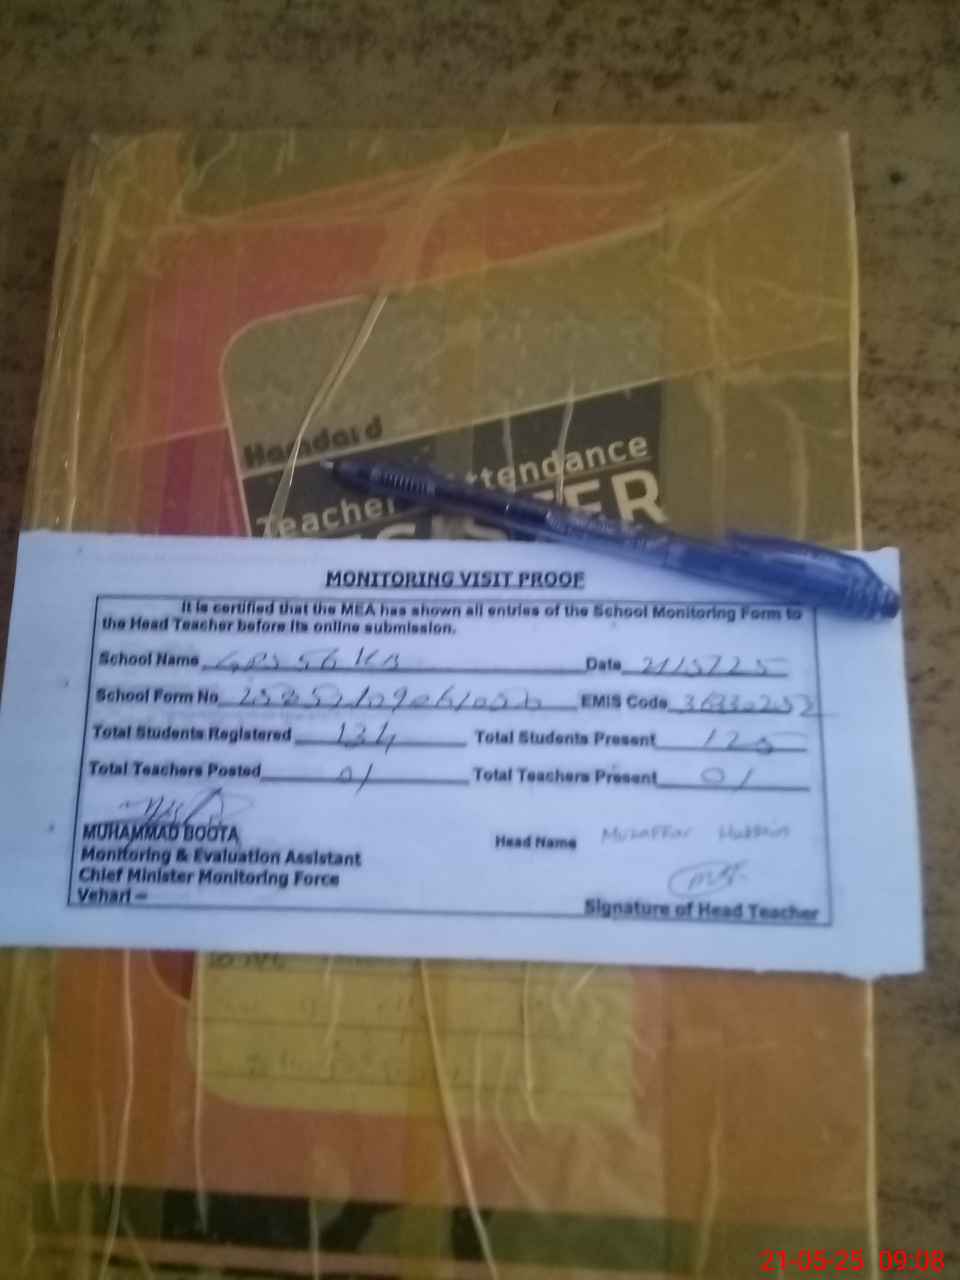 Hamdard
Teacher Attendance
MONITORING VISIT PROOF
It is certified that the MEA has shown all entries of the School Monitoring Form to
the Head Teacher before its online submission.
School Name GPS 56 KB Date 21/5/25
School Form No EMIS Code
Total Students Registered 134 Total Students Present 125
Total Teachers Posted 01 Total Teachers Present 01
MUHAMMAD BOOTA Head Name Muzaffar Hussain
Monitoring & Evaluation Assistant
Chief Minister Monitoring Force
Vehari –
Signature of Head Teacher
21-05-25 09:08